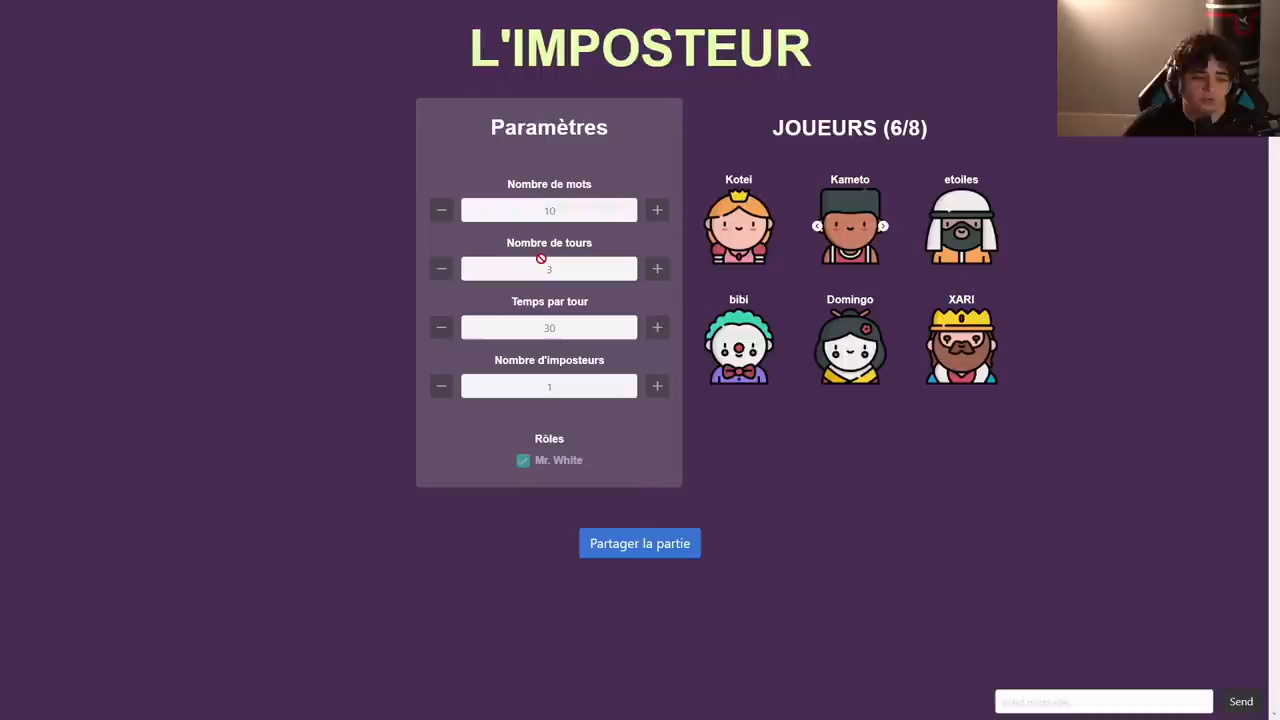 L'IMPOSTEUR
Paramètres
Nombre de mots
− 10 +
Nombre de tours
− 3 +
Temps par tour
− 30 +
Nombre d'imposteurs
− 1 +
Rôles
Mr. White
JOUEURS (6/8)
Kotei Kameto etoiles
bibi Domingo XARI
Partager la partie
Send